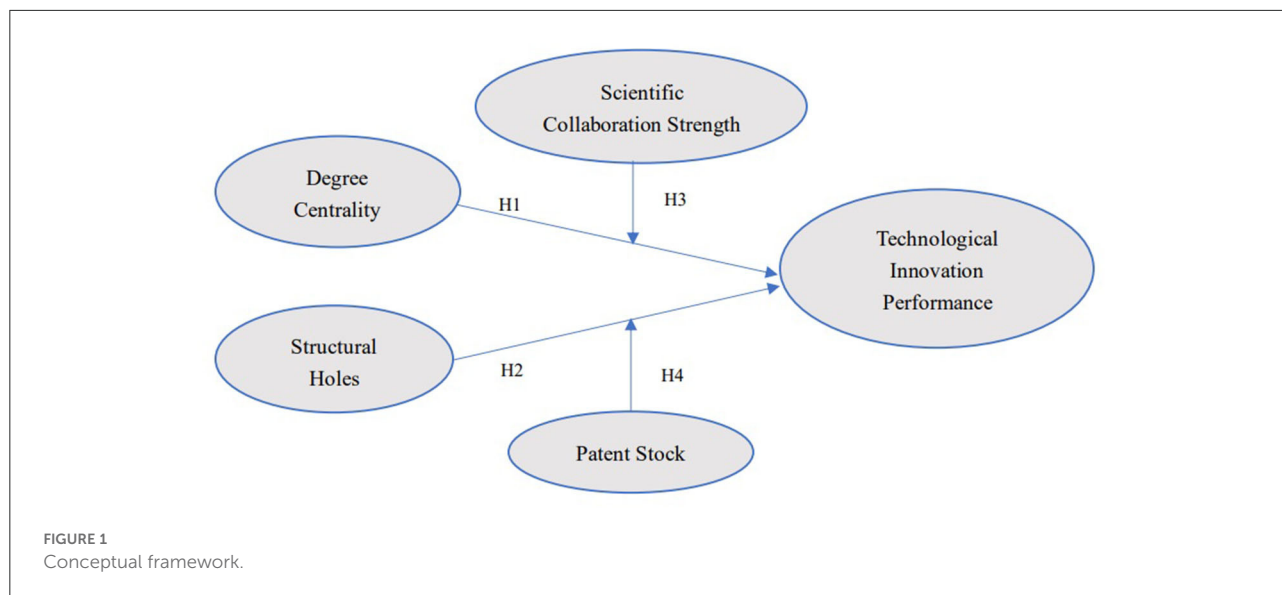 Scientific
Collaboration Strength
Degree
Centrality
H1
H3
Technological
Innovation
Performance
Structural
Holes
H2
H4
Patent Stock
FIGURE 1
Conceptual framework.